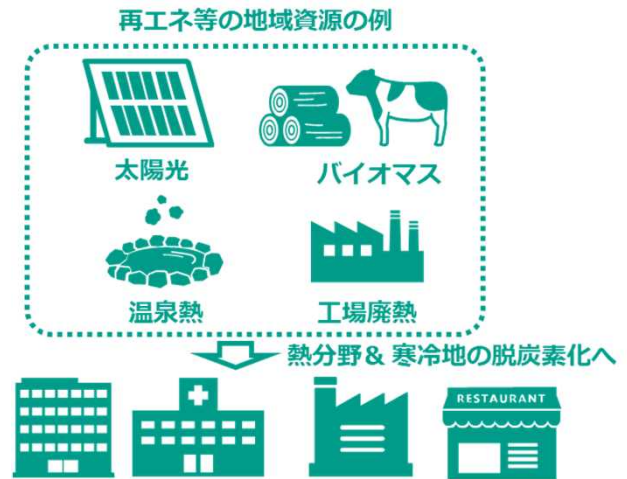 再エネ等の地域資源の例
太陽光
バイオマス
温泉熱
工場廃熱
熱分野& 寒冷地の脱炭素化へ
RESTAURANT